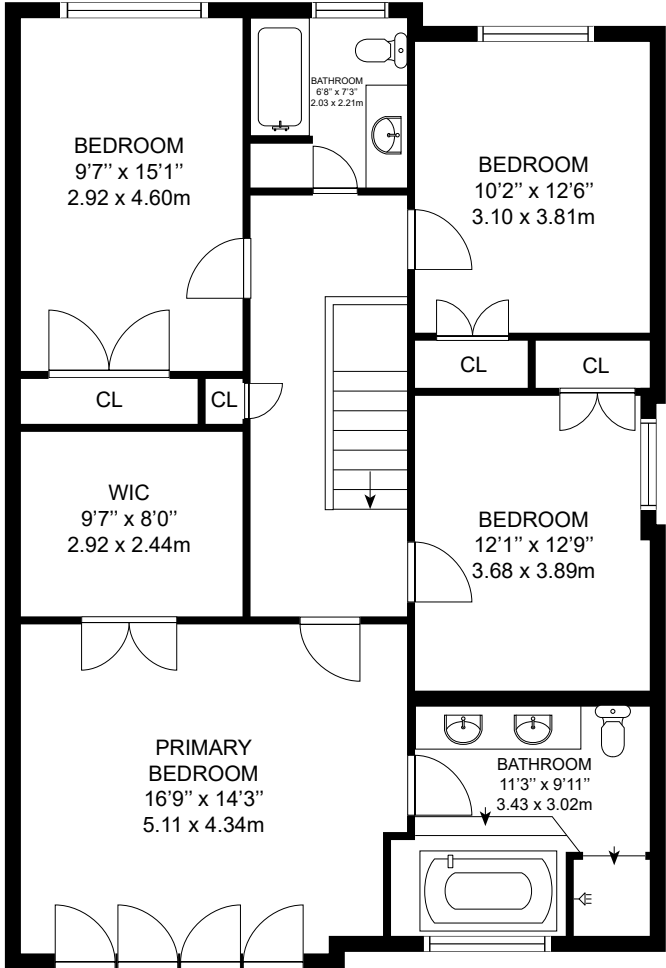 BATHROOM
6'8" x 7'3"
2.03 x 2.21m
BEDROOM
9'7'' x 15'1''
2.92 x 4.60m
BEDROOM
10'2'' x 12'6''
3.10 x 3.81m
CL
CL
CL
CL
WIC
9'7'' x 8'0''
2.92 x 2.44m
BEDROOM
12'1'' x 12'9''
3.68 x 3.89m
PRIMARY
BEDROOM
16'9'' x 14'3''
5.11 x 4.34m
BATHROOM
11'3'' x 9'11''
3.43 x 3.02m